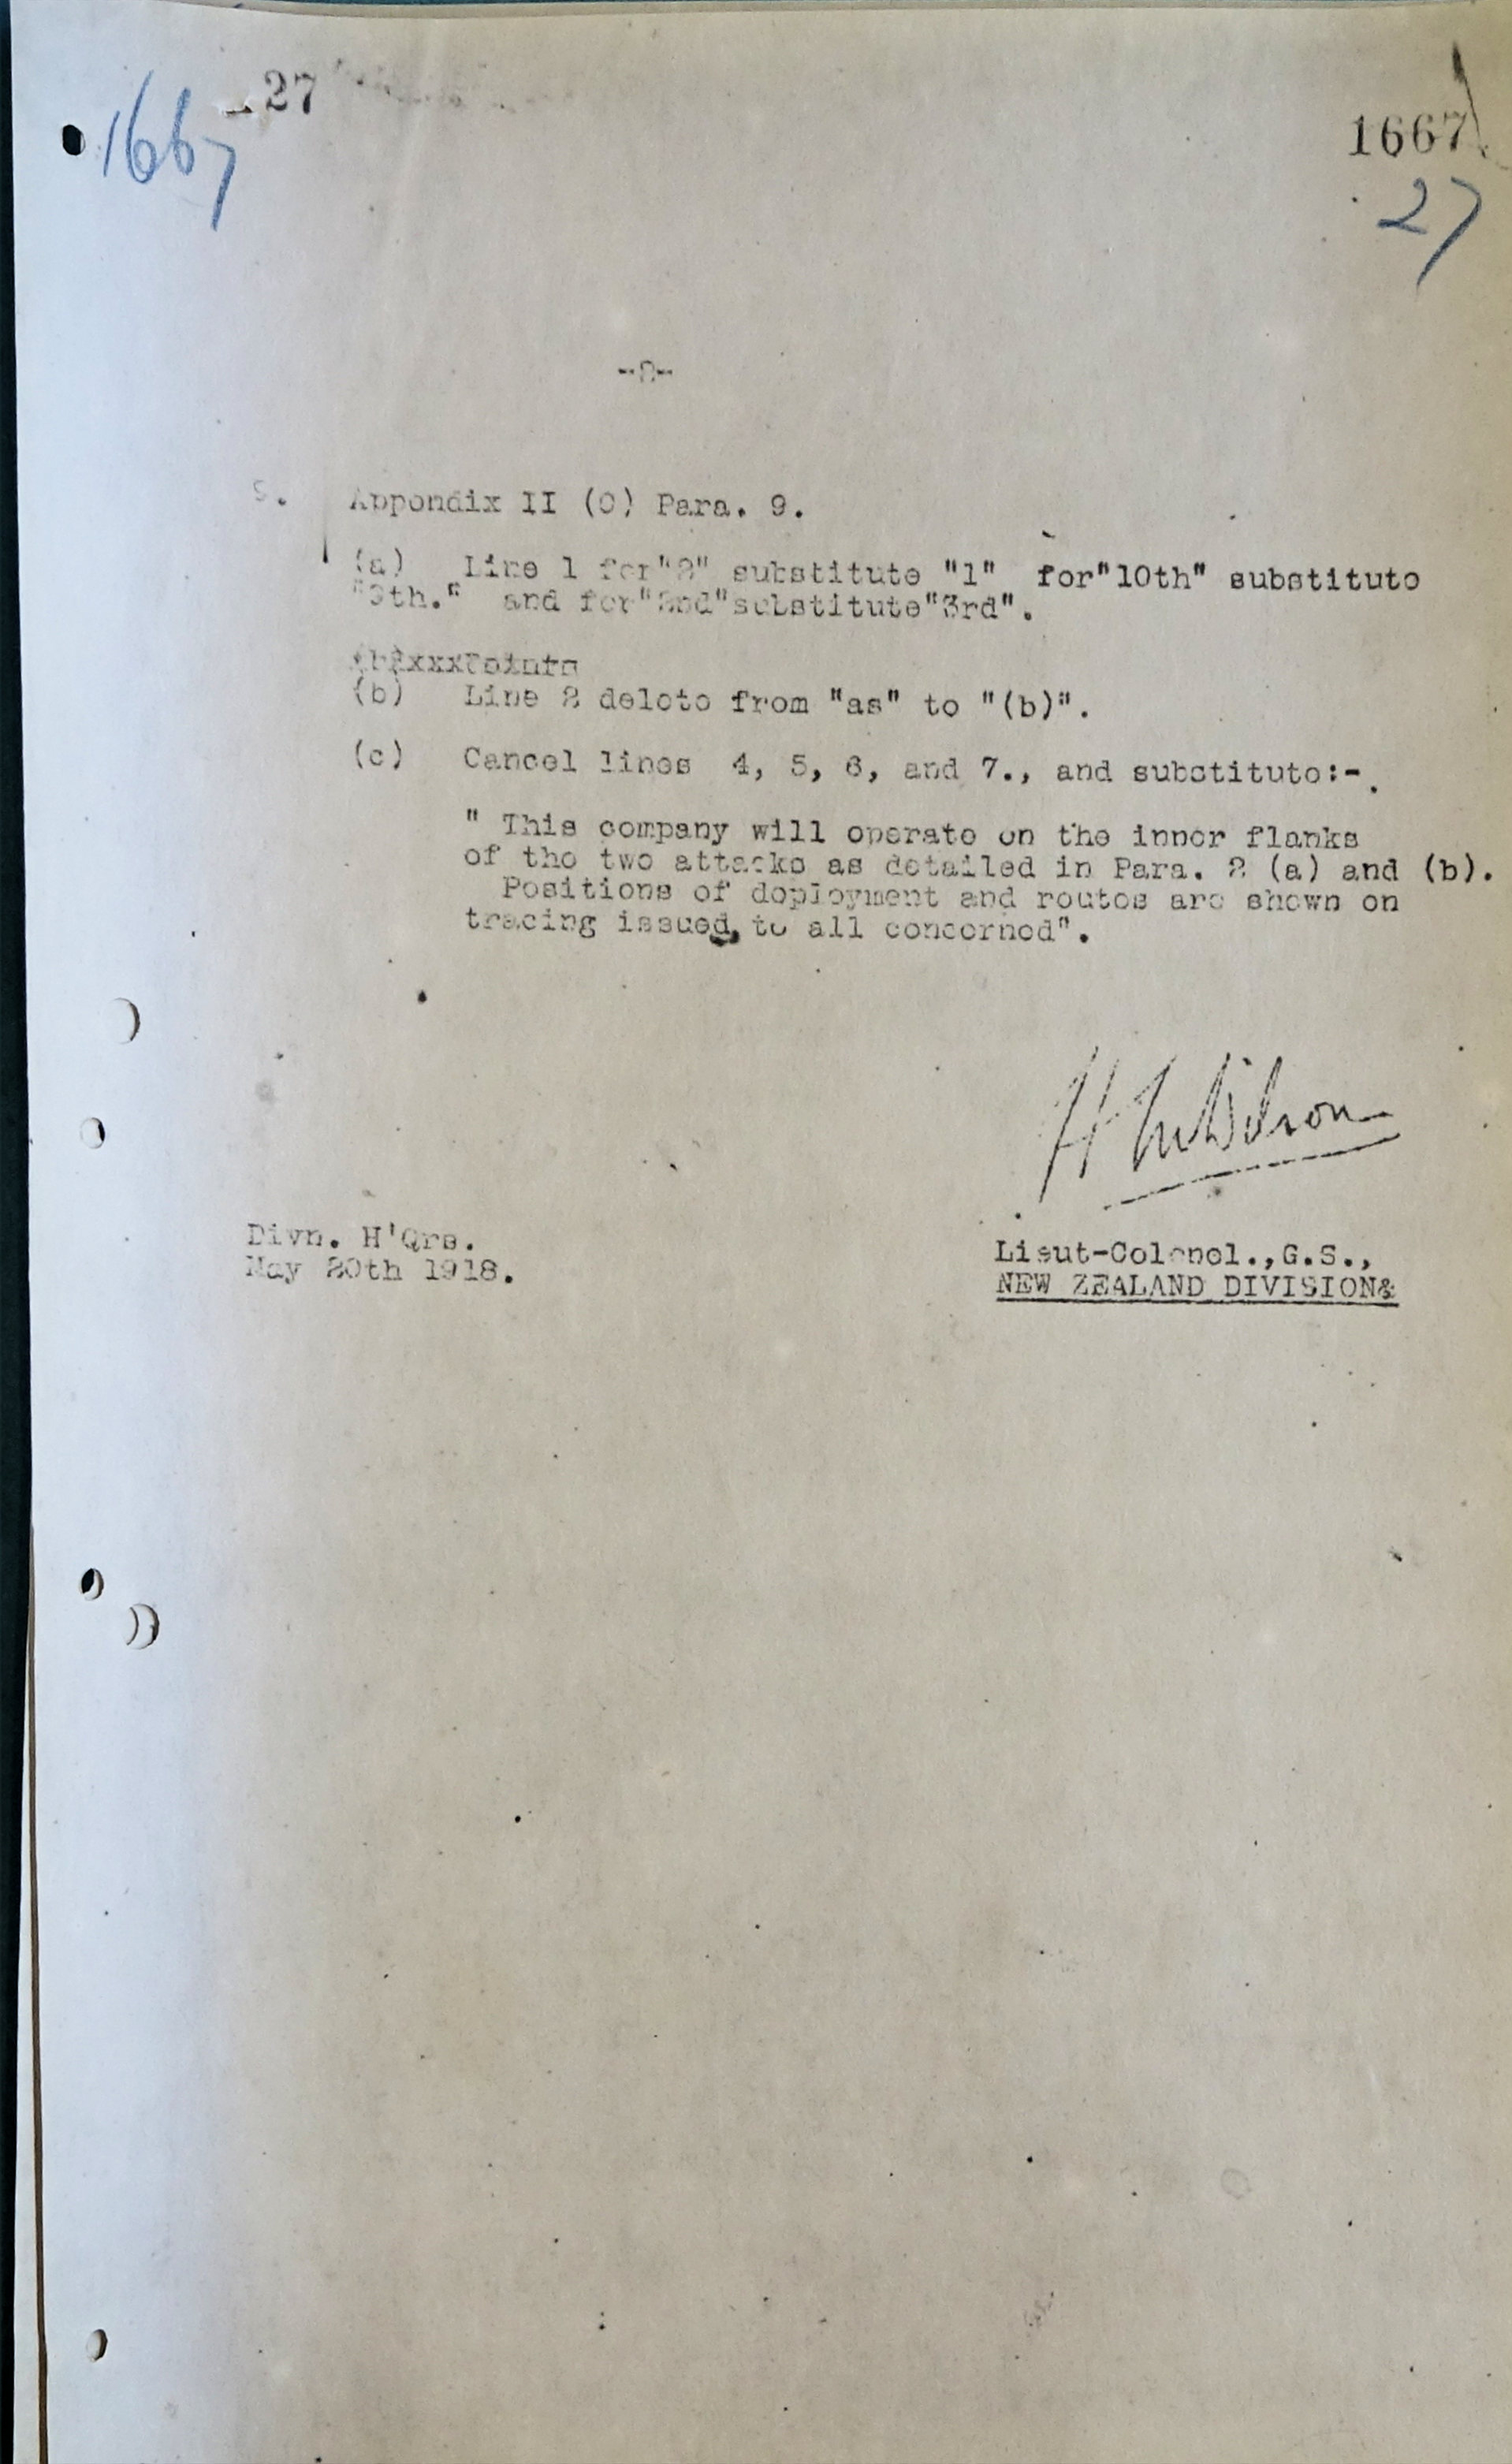 27
1667
1667
27
-2-
9. Appendix II (C) Para. 9.
(a) Line 1 for "2" substitute "1" for "10th" substitute
"9th." and for "2nd" substitute "3rd".
(b) Line 2 delete from "as" to "(b)".
(c) Cancel lines 4, 5, 6, and 7., and substitute:-
" This company will operate on the inner flanks
of the two attacks as detailed in Para. 2 (a) and (b).
Positions of deployment and routes are shown on
tracing issued, to all concerned".
Divn. H'Qrs.
May 20th 1918.
Lieut-Colonel.,G.S.,
NEW ZEALAND DIVISION&